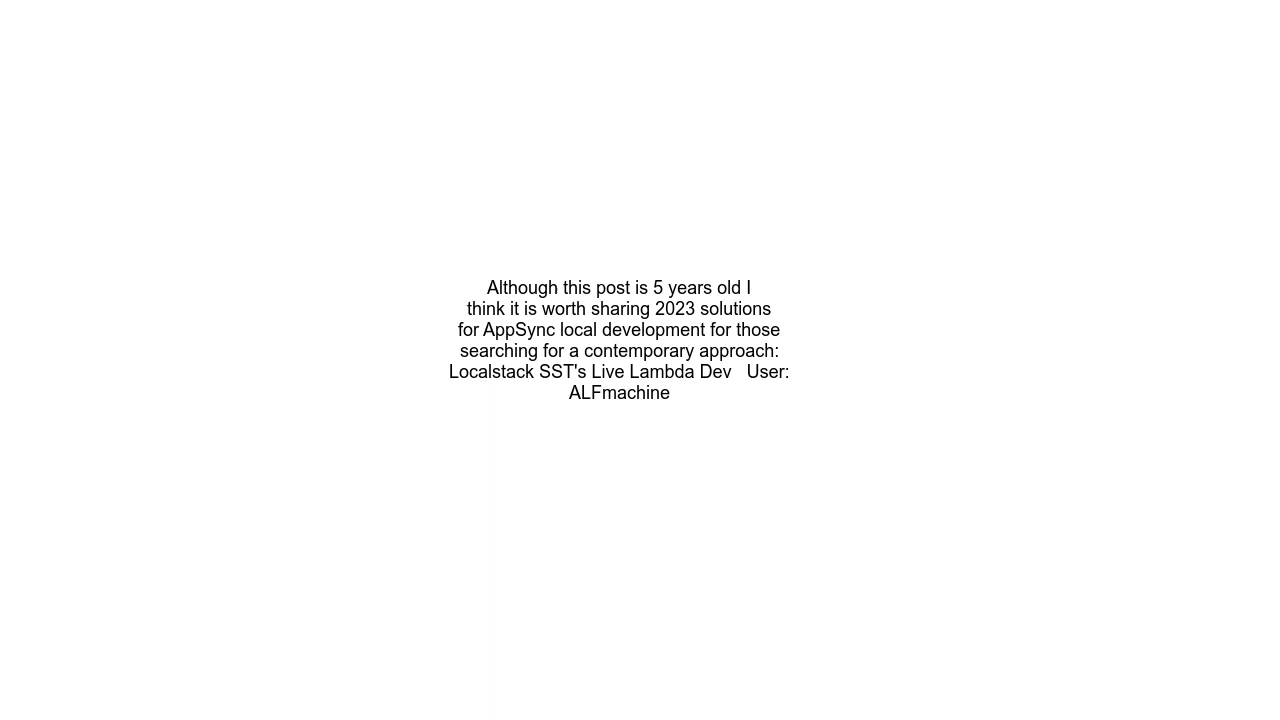 Although this post is 5 years old I
think it is worth sharing 2023 solutions
for AppSync local development for those
searching for a contemporary approach:
Localstack SST's Live Lambda Dev   User:
ALFmachine